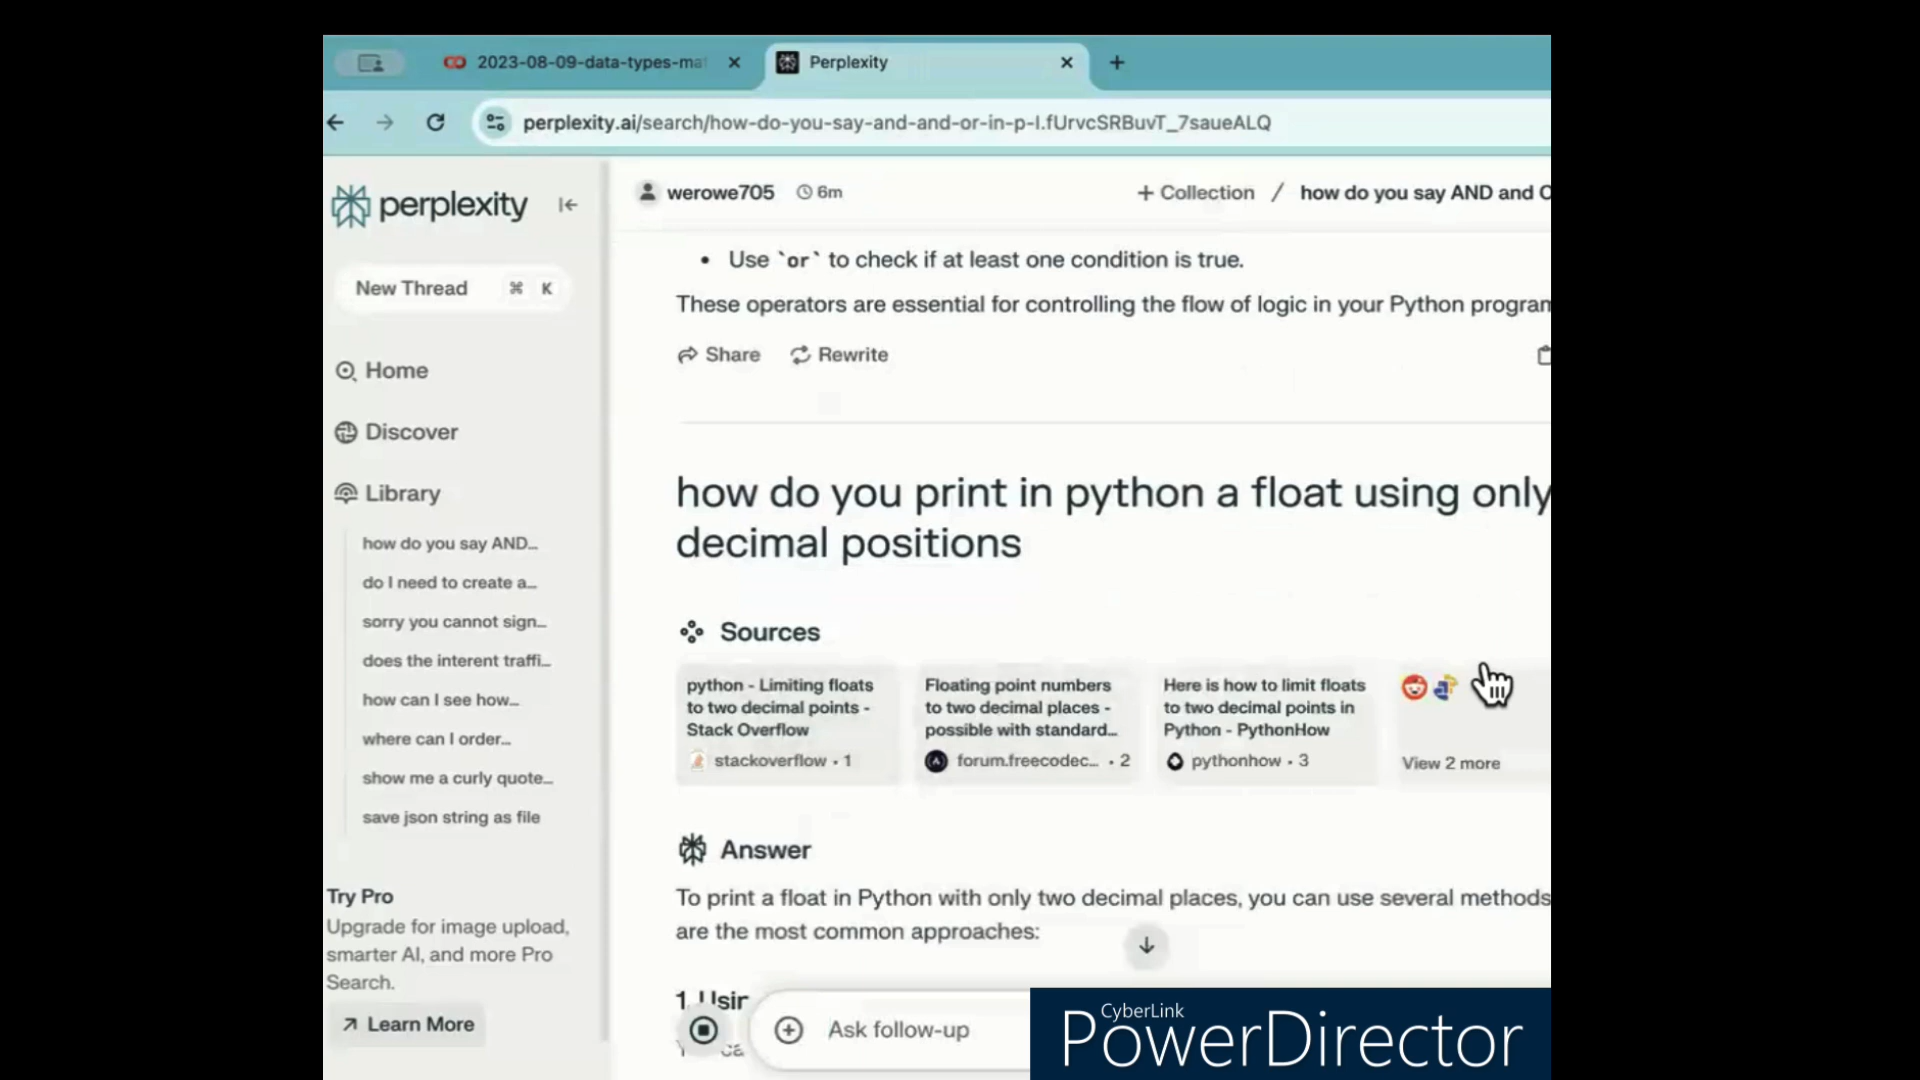 2023-08-09-data-types-ma
Perplexity
perplexity.ai/search/how-do-you-say-and-and-or-in-p-I.fUrvcSRBuvT_7saueALQ
perplexity
New Thread ⌘ K
Home
Discover
Library
how do you say AND...
do I need to create a...
sorry you cannot sign...
does the interent traffi...
how can I see how...
where can I order...
show me a curly quote...
save json string as file
Try Pro
Upgrade for image upload,
smarter AI, and more Pro
Search.
Learn More
werowe705 6m
+ Collection / how do you say AND and O
• Use `or` to check if at least one condition is true.
These operators are essential for controlling the flow of logic in your Python program
Share Rewrite
how do you print in python a float using only
decimal positions
Sources
python - Limiting floats
to two decimal points -
Stack Overflow
stackoverflow • 1
Floating point numbers
to two decimal places -
possible with standard...
forum.freecodec... • 2
Here is how to limit floats
to two decimal points in
Python - PythonHow
pythonhow • 3
View 2 more
Answer
To print a float in Python with only two decimal places, you can use several methods
are the most common approaches:
Ask follow-up
CyberLink
PowerDirector